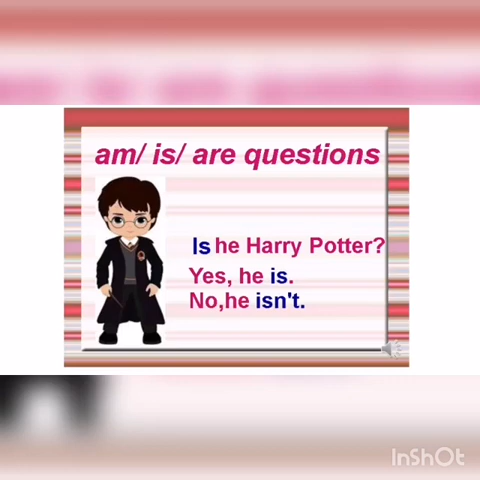 am/ is/ are questions
Is he Harry Potter?
Yes, he is.
No,he isn't.
InShOt